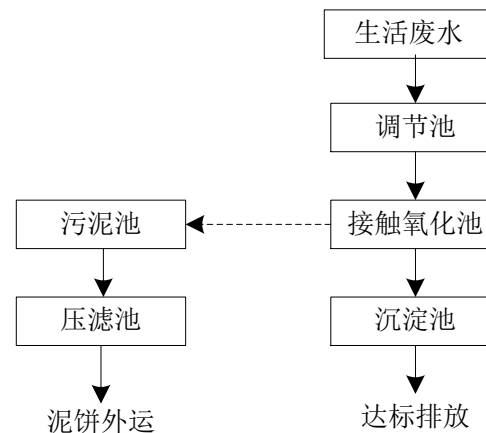 生活废水
调节池
污泥池
接触氧化池
压滤池
沉淀池
泥饼外运
达标排放